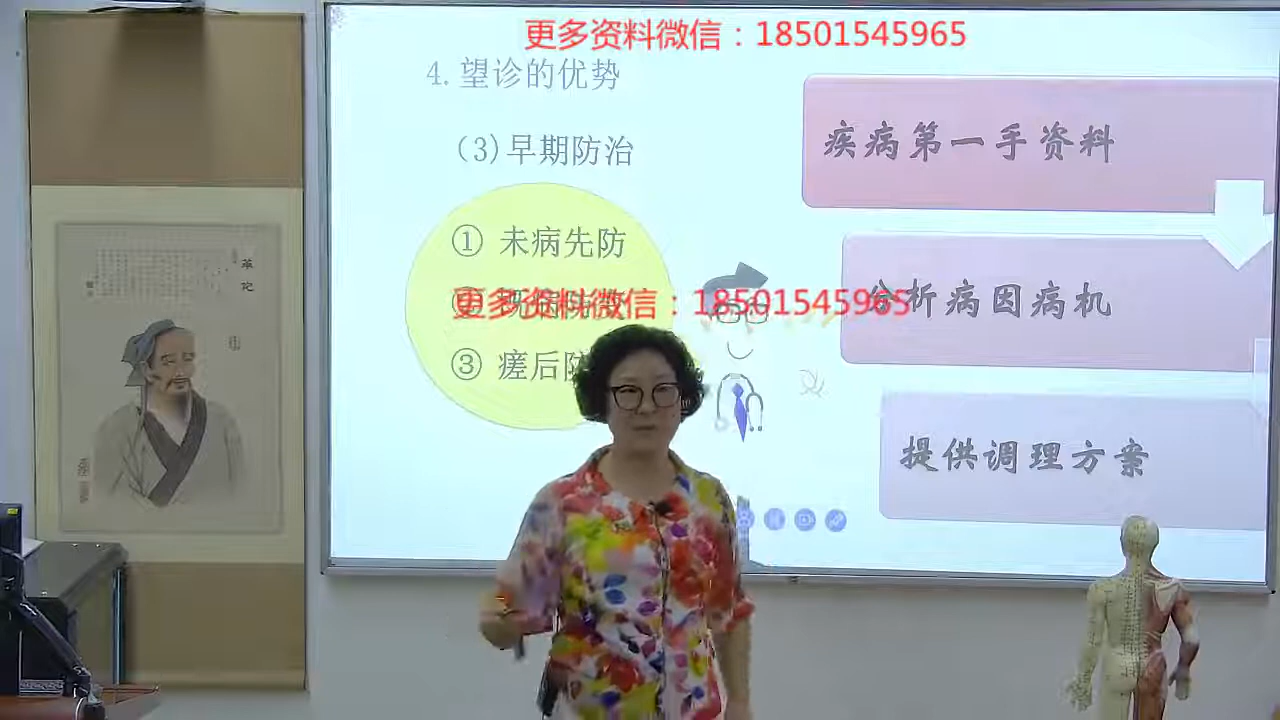 更多资料微信：18501545965
4.望诊的优势
(3)早期防治
① 未病先防
更多资料微信：18501545965
③ 瘥后防
疾病第一手资料
分析病因病机
提供调理方案
华佗